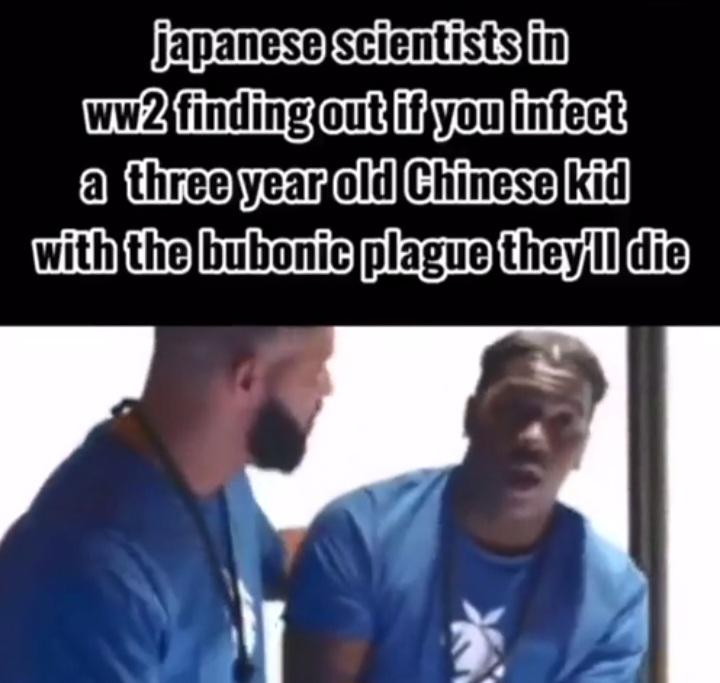 japanese scientists in
ww2 finding out if you infect
a three year old Chinese kid
with the bubonic plague they'll die